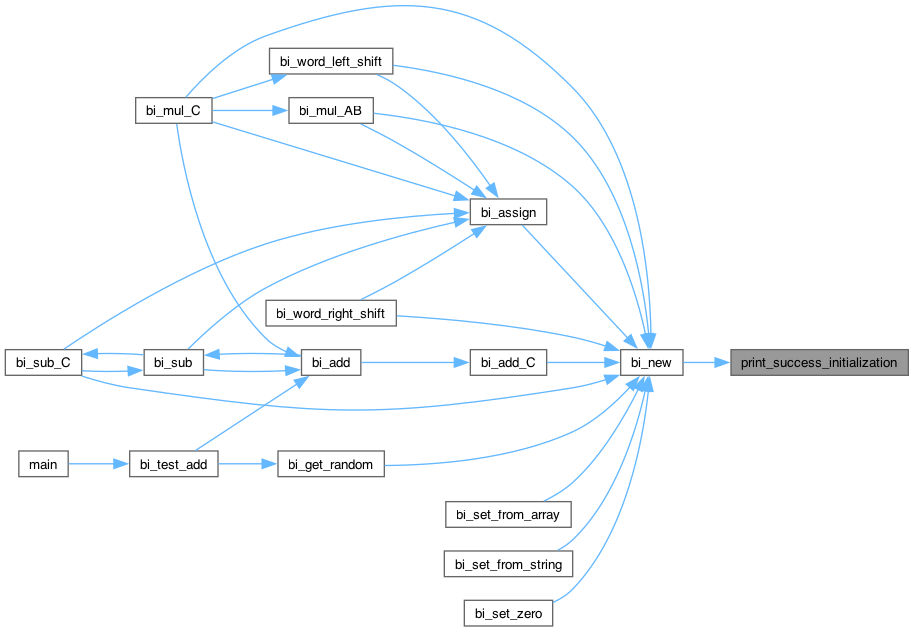 bi_word_left_shift
bi_mul_C
bi_mul_AB
bi_assign
bi_word_right_shift
bi_sub_C
bi_sub
bi_add
bi_add_C
bi_new
print_success_initialization
main
bi_test_add
bi_get_random
bi_set_from_array
bi_set_from_string
bi_set_zero